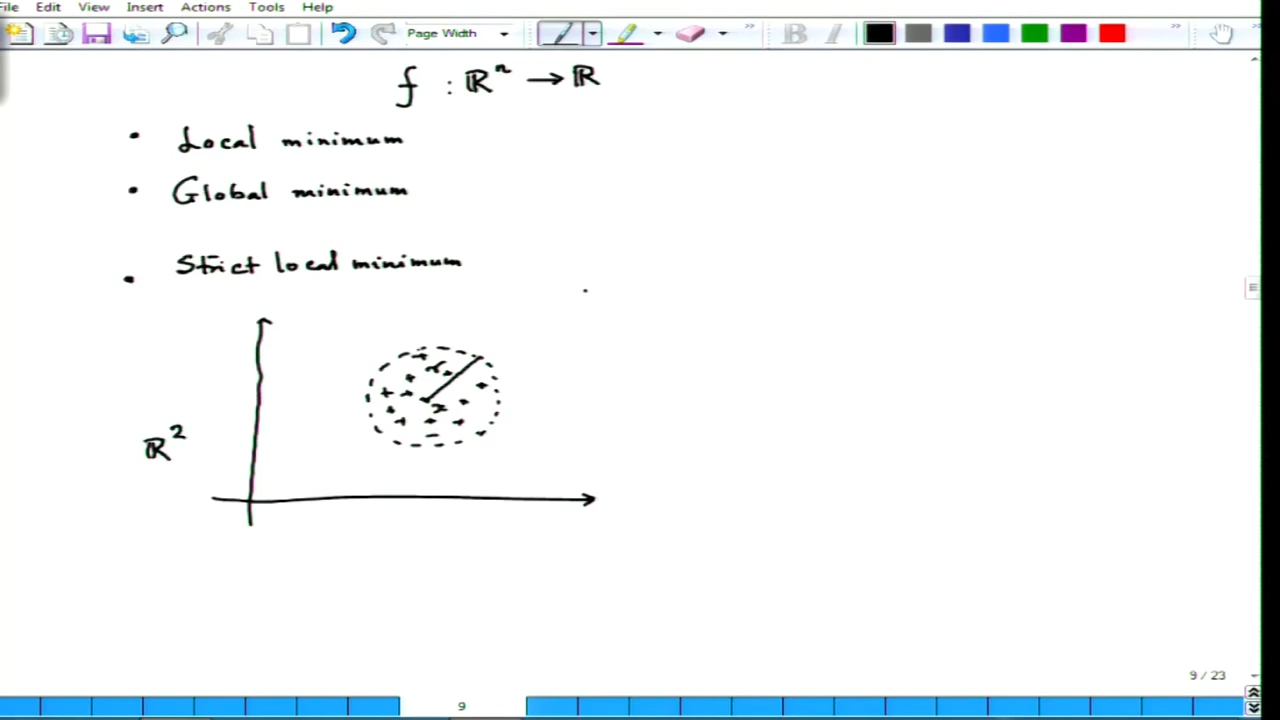 File Edit View Insert Actions Tools Help
Page Width
f : ℝⁿ → ℝ
• Local minimum
• Global minimum
• Strict local minimum
x
ℝ²
9 / 23
9